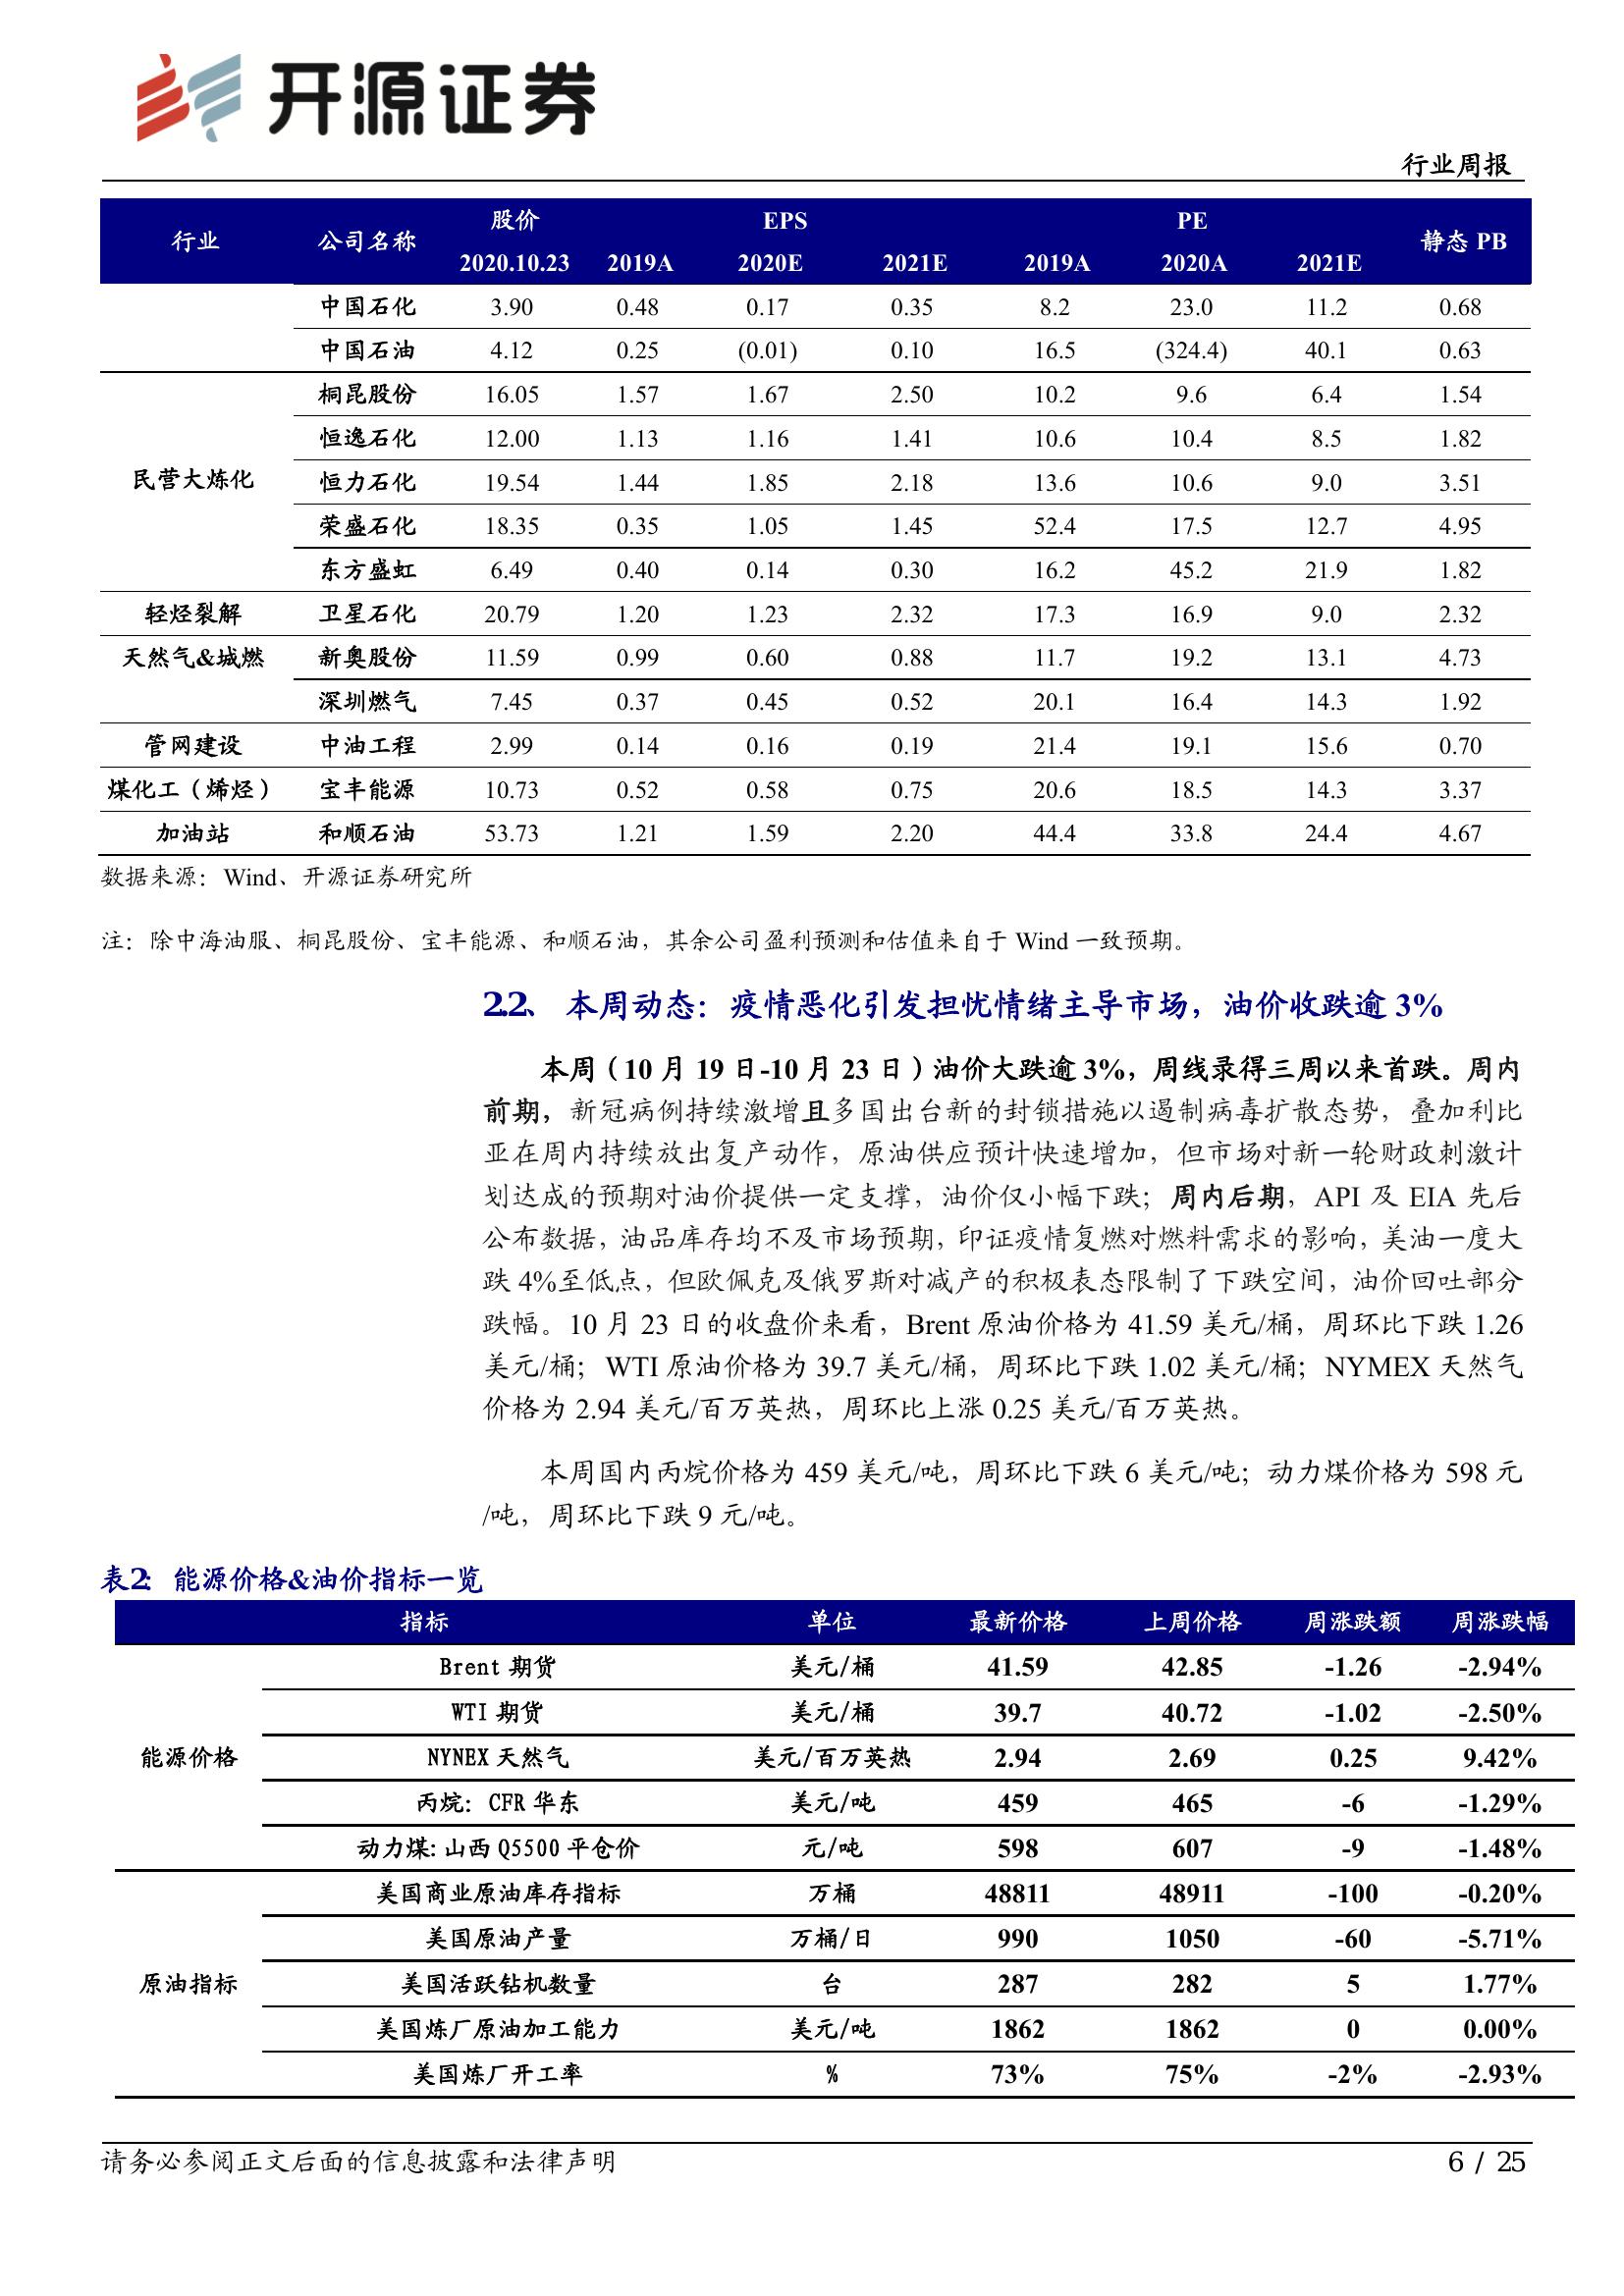 开源证券
行业周报
行业 公司名称 股价 EPS PE 静态 PB
2020.10.23 2019A 2020E 2021E 2019A 2020A 2021E
中国石化 3.90 0.48 0.17 0.35 8.2 23.0 11.2 0.68
中国石油 4.12 0.25 (0.01) 0.10 16.5 (324.4) 40.1 0.63
民营大炼化 桐昆股份 16.05 1.57 1.67 2.50 10.2 9.6 6.4 1.54
恒逸石化 12.00 1.13 1.16 1.41 10.6 10.4 8.5 1.82
恒力石化 19.54 1.44 1.85 2.18 13.6 10.6 9.0 3.51
荣盛石化 18.35 0.35 1.05 1.45 52.4 17.5 12.7 4.95
东方盛虹 6.49 0.40 0.14 0.30 16.2 45.2 21.9 1.82
轻烃裂解 卫星石化 20.79 1.20 1.23 2.32 17.3 16.9 9.0 2.32
天然气&城燃 新奥股份 11.59 0.99 0.60 0.88 11.7 19.2 13.1 4.73
深圳燃气 7.45 0.37 0.45 0.52 20.1 16.4 14.3 1.92
管网建设 中油工程 2.99 0.14 0.16 0.19 21.4 19.1 15.6 0.70
煤化工（烯烃） 宝丰能源 10.73 0.52 0.58 0.75 20.6 18.5 14.3 3.37
加油站 和顺石油 53.73 1.21 1.59 2.20 44.4 33.8 24.4 4.67
数据来源：Wind、开源证券研究所
注：除中海油服、桐昆股份、宝丰能源、和顺石油，其余公司盈利预测和估值来自于 Wind 一致预期。
2.2、 本周动态：疫情恶化引发担忧情绪主导市场，油价收跌逾 3%
本周（10 月 19 日-10 月 23 日）油价大跌逾 3%，周线录得三周以来首跌。周内
前期，新冠病例持续激增且多国出台新的封锁措施以遏制病毒扩散态势，叠加利比
亚在周内持续放出复产动作，原油供应预计快速增加，但市场对新一轮财政刺激计
划达成的预期对油价提供一定支撑，油价仅小幅下跌；周内后期，API 及 EIA 先后
公布数据，油品库存均不及市场预期，印证疫情复燃对燃料需求的影响，美油一度大
跌 4%至低点，但欧佩克及俄罗斯对减产的积极表态限制了下跌空间，油价回吐部分
跌幅。10 月 23 日的收盘价来看，Brent 原油价格为 41.59 美元/桶，周环比下跌 1.26
美元/桶；WTI 原油价格为 39.7 美元/桶，周环比下跌 1.02 美元/桶；NYMEX 天然气
价格为 2.94 美元/百万英热，周环比上涨 0.25 美元/百万英热。
本周国内丙烷价格为 459 美元/吨，周环比下跌 6 美元/吨；动力煤价格为 598 元
/吨，周环比下跌 9 元/吨。
表2：能源价格&油价指标一览
指标 单位 最新价格 上周价格 周涨跌额 周涨跌幅
Brent 期货 美元/桶 41.59 42.85 -1.26 -2.94%
WTI 期货 美元/桶 39.7 40.72 -1.02 -2.50%
能源价格 NYNEX 天然气 美元/百万英热 2.94 2.69 0.25 9.42%
丙烷：CFR 华东 美元/吨 459 465 -6 -1.29%
动力煤:山西 Q5500 平仓价 元/吨 598 607 -9 -1.48%
美国商业原油库存指标 万桶 48811 48911 -100 -0.20%
美国原油产量 万桶/日 990 1050 -60 -5.71%
原油指标 美国活跃钻机数量 台 287 282 5 1.77%
美国炼厂原油加工能力 美元/吨 1862 1862 0 0.00%
美国炼厂开工率 % 73% 75% -2% -2.93%
请务必参阅正文后面的信息披露和法律声明 6 / 25